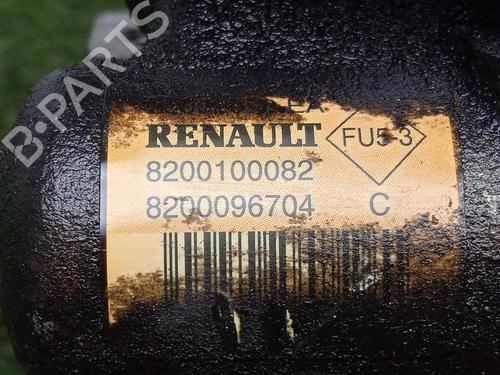 B-PARTS
RENAULT
FU5-3
8200100082
8200096704 C